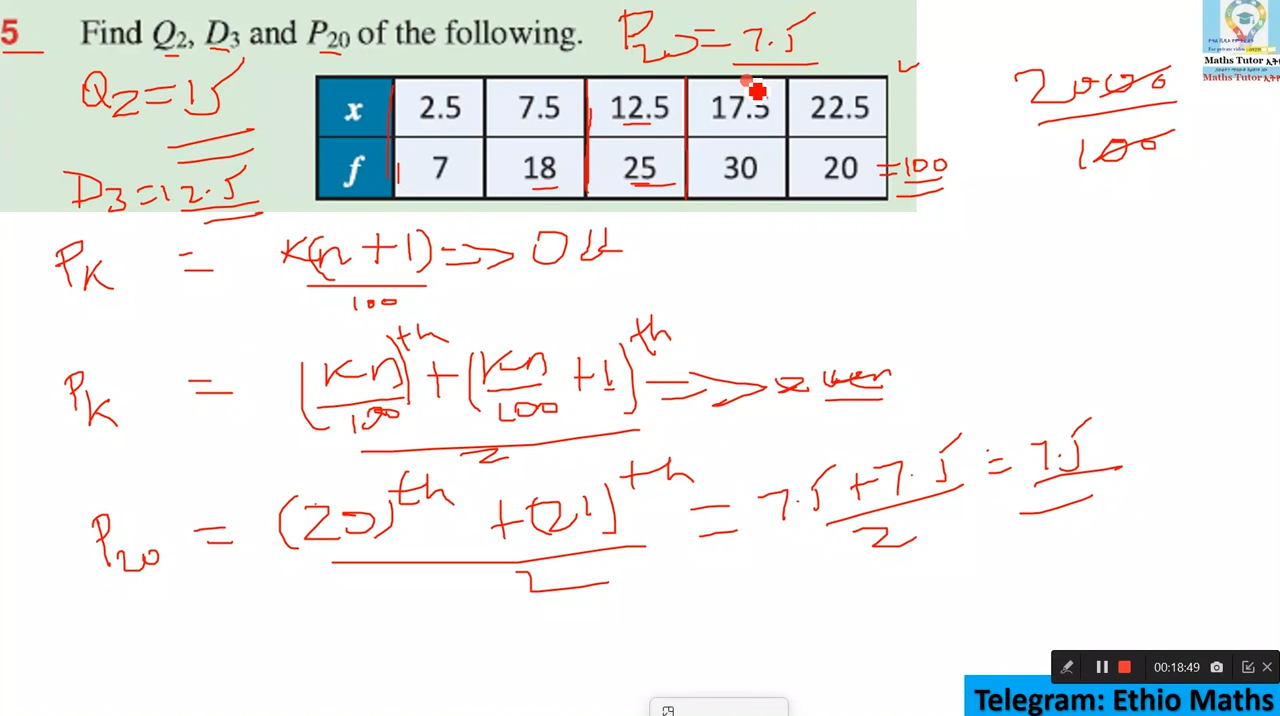 5 Find Q2, D3 and P20 of the following.
P20 = 7.5
Q2 = 15
D3 = 12.5
x 2.5 7.5 12.5 17.5 22.5
f 7 18 25 30 20 = 100
2000
100
Maths Tutor
Maths Tutor
PK = K(n + 1) => Odd
100
PK = (Kn/100)th + (Kn/100 + 1)th =>
2
P20 = (20)th + (21)th = 7.5 + 7.5 = 7.5
2 2
00:18:49
Telegram: Ethio Maths